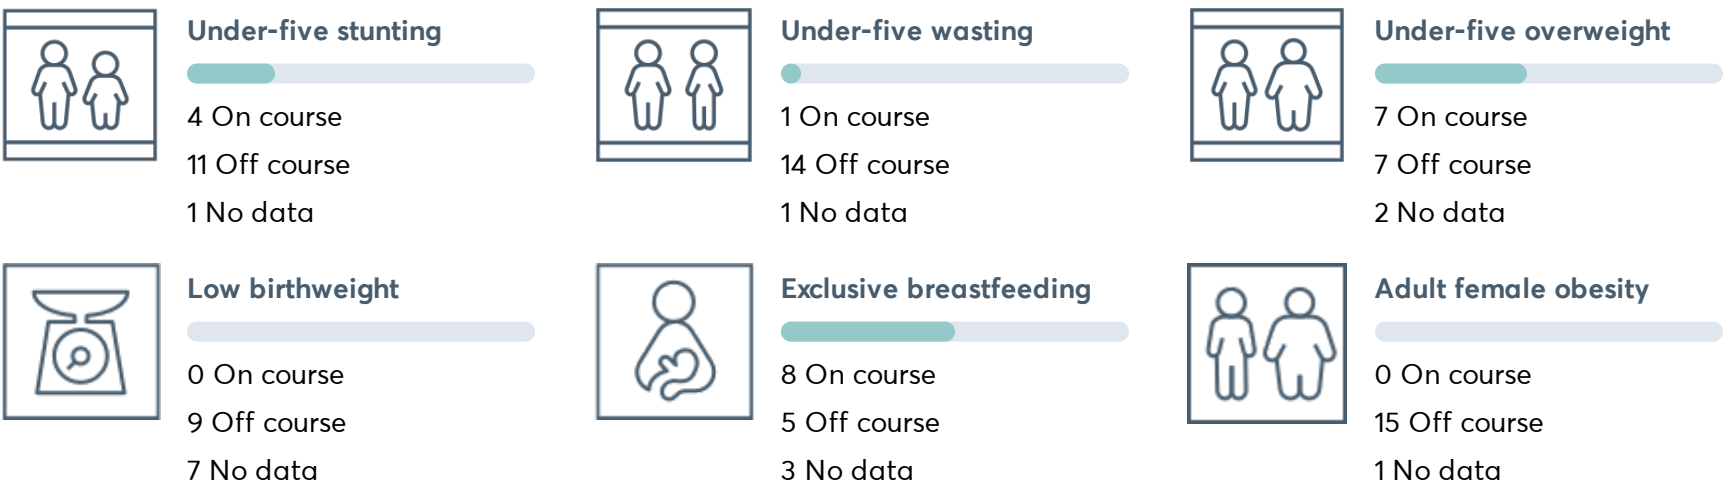 Under-five stunting
4 On course
11 Off course
1 No data
Under-five wasting
1 On course
14 Off course
1 No data
Under-five overweight
7 On course
7 Off course
2 No data
Low birthweight
0 On course
9 Off course
7 No data
Exclusive breastfeeding
8 On course
5 Off course
3 No data
Adult female obesity
0 On course
15 Off course
1 No data